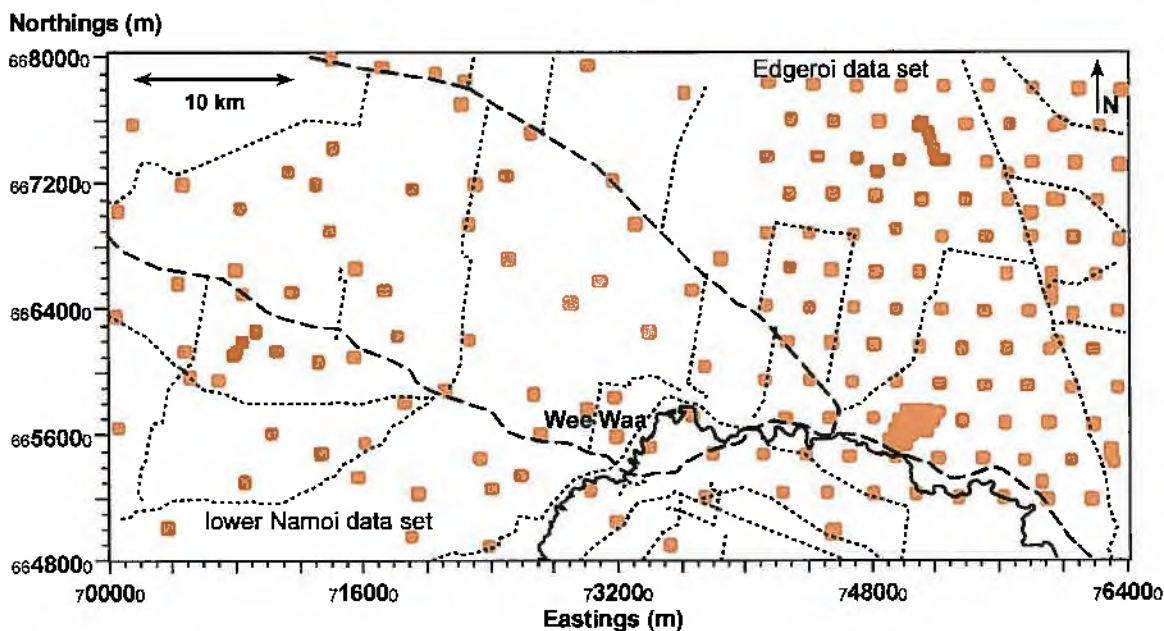 Northings (m)
6680000
Edgeroi data set
10 km
N
6672000
6664000
Wee Waa
6656000
lower Namoi data set
6648000
700000 716000 732000 748000 764000
Eastings (m)